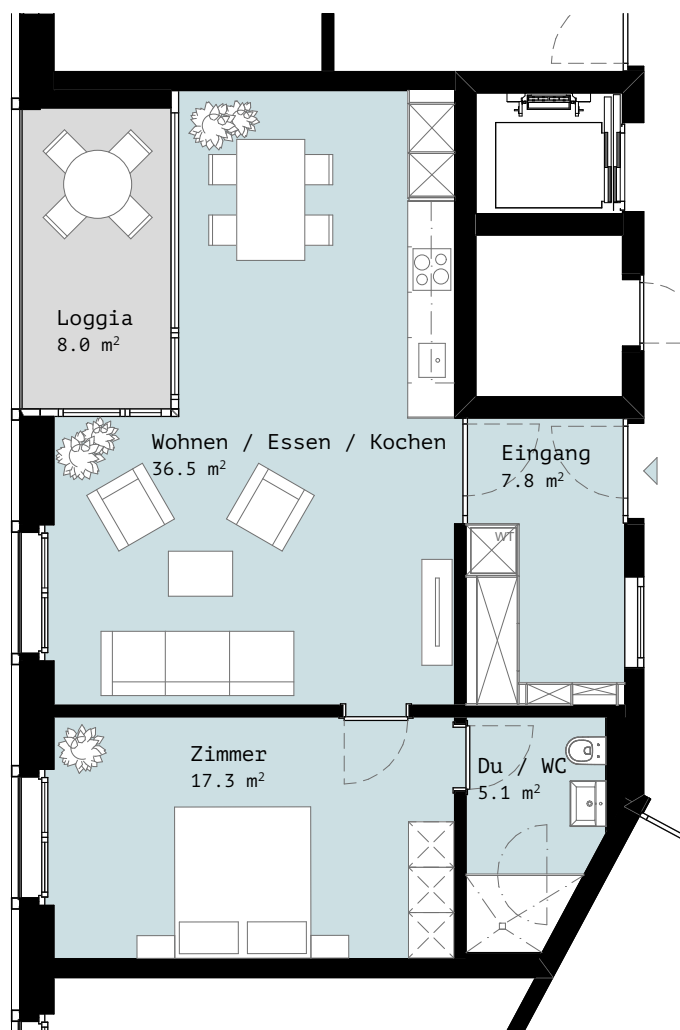 Loggia
8.0 m²
Wohnen / Essen / Kochen
36.5 m²
Eingang
7.8 m²
WT
Zimmer
17.3 m²
Du / WC
5.1 m²